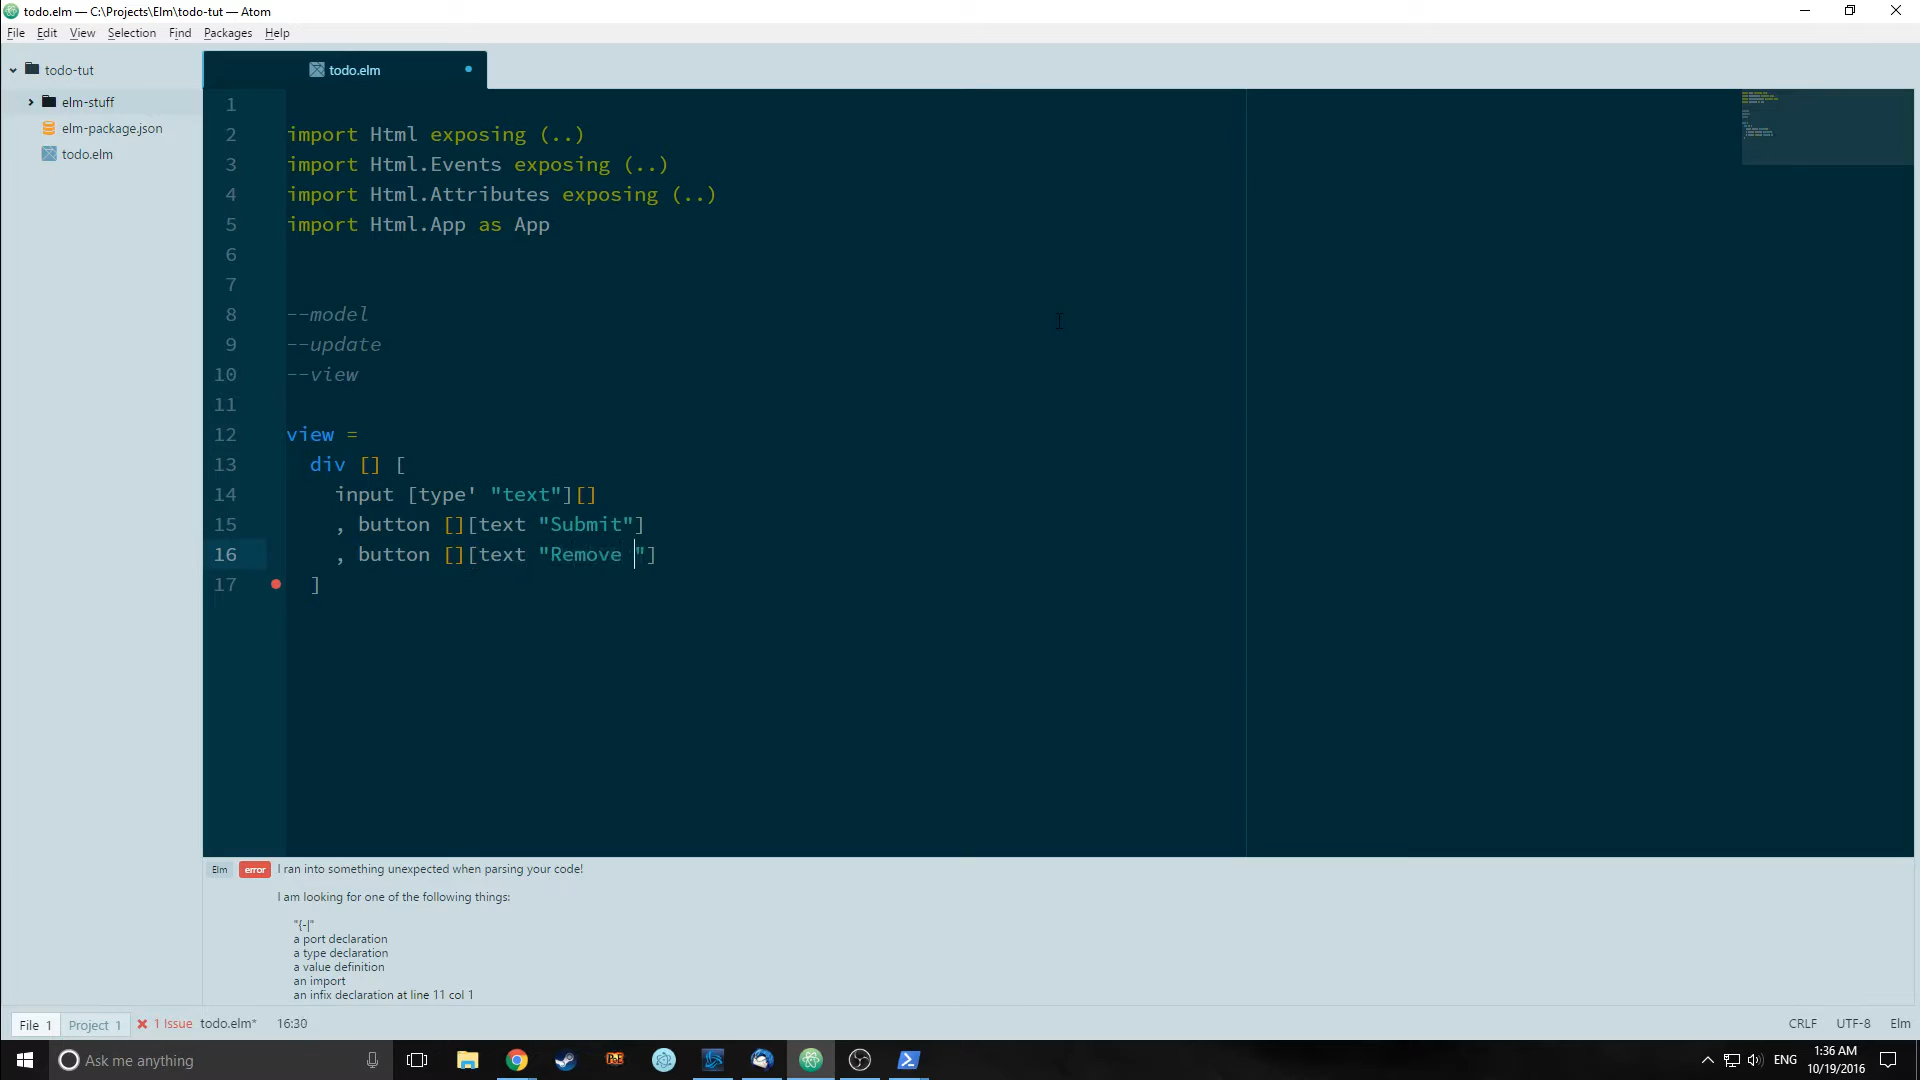 todo.elm — C:\Projects\Elm\todo-tut — Atom
File Edit View Selection Find Packages Help
todo-tut
elm-stuff
elm-package.json
todo.elm
todo.elm
1
2 import Html exposing (..)
3 import Html.Events exposing (..)
4 import Html.Attributes exposing (..)
5 import Html.App as App
6
7
8 --model
9 --update
10 --view
11
12 view =
13 div [] [
14 input [type' "text"][]
15 , button [][text "Submit"]
16 , button [][text "Remove "]
17 ]
Elm error I ran into something unexpected when parsing your code!
I am looking for one of the following things:
"{-|"
a port declaration
a type declaration
a value definition
an import
an infix declaration at line 11 col 1
File 1 Project 1 1 Issue todo.elm* 16:30 CRLF UTF-8 Elm
Ask me anything
PoE
ENG
1:36 AM
10/19/2016